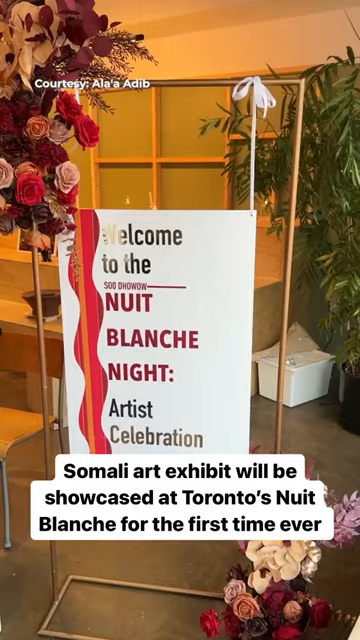 Courtesy: Ala'a Adib
Welcome
to the
SOO DHOWOW
NUIT
BLANCHE
NIGHT:
Artist
Celebration
Somali art exhibit will be
showcased at Toronto's Nuit
Blanche for the first time ever